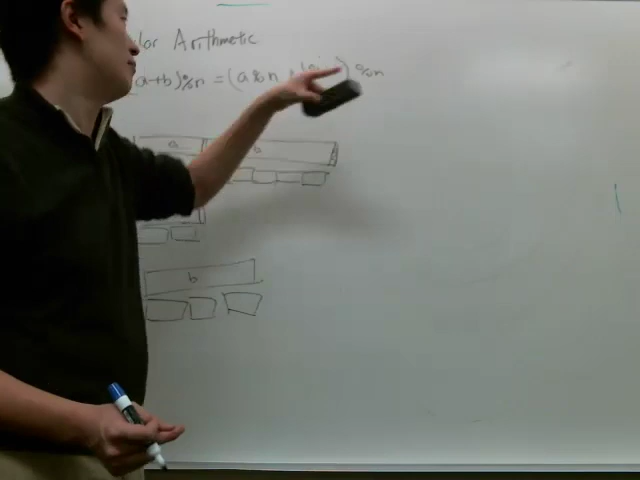 lar Arithmetic
(a+b)%n = (a%n + b%n)%n
a b
b